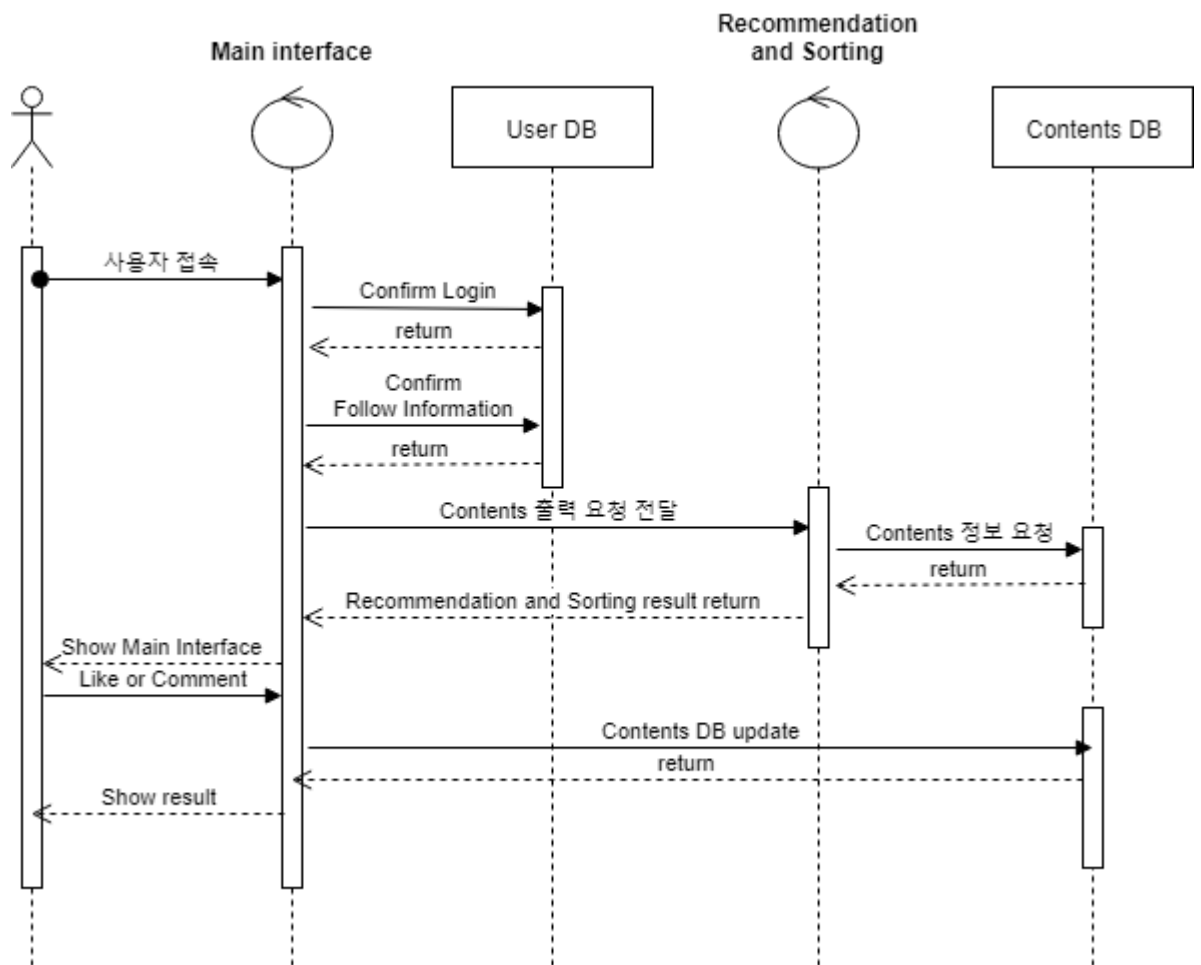 Recommendation
and Sorting
Main interface
User DB
Contents DB
사용자 접속
Confirm Login
return
Confirm
Follow Information
return
Contents 출력 요청 전달
Contents 정보 요청
return
Recommendation and Sorting result return
Show Main Interface
Like or Comment
Contents DB update
return
Show result